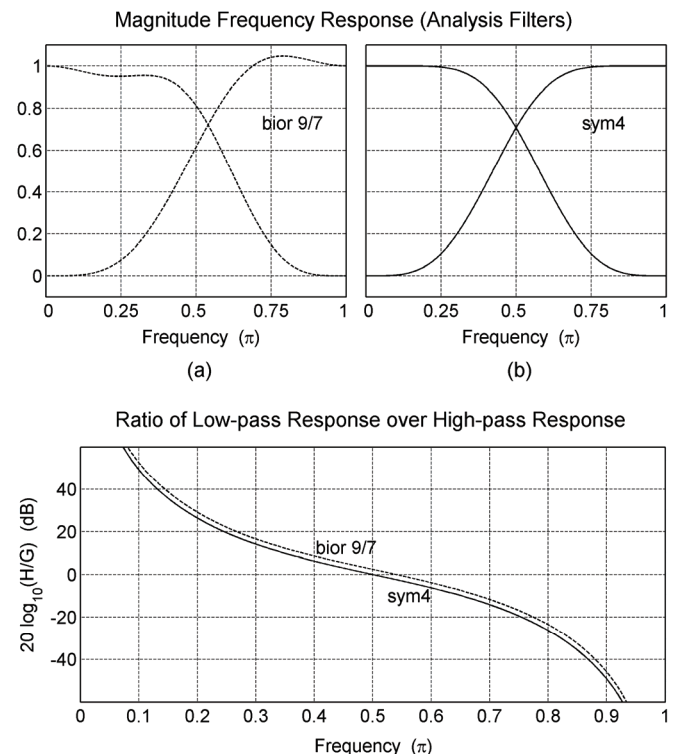 Magnitude Frequency Response (Analysis Filters)
1
0.8
0.6
0.4
0.2
0
bior 9/7
sym4
0 0.25 0.5 0.75 1
0 0.25 0.5 0.75 1
Frequency (π)
Frequency (π)
(a)
(b)
Ratio of Low-pass Response over High-pass Response
20 log10(H/G) (dB)
40
20
0
-20
-40
bior 9/7
sym4
0 0.1 0.2 0.3 0.4 0.5 0.6 0.7 0.8 0.9 1
Frequency (π)